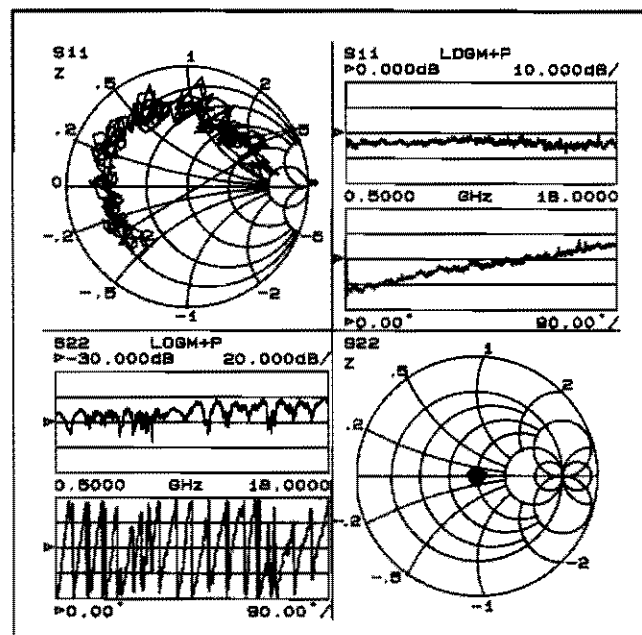 S11
Z
0 .2 .5 1 2 5
-.2 -.5 -1 -2 -5
S11 LOGM+P
▷0.000dB 10.000dB/
0.5000 GHz 18.0000
▷0.00° 90.00°/
S22 LOGM+P
▷-30.000dB 20.000dB/
0.5000 GHz 18.0000
▷0.00° 90.00°/
S22
Z
.2 .5 1 2
-.2 -.5 -1 -2